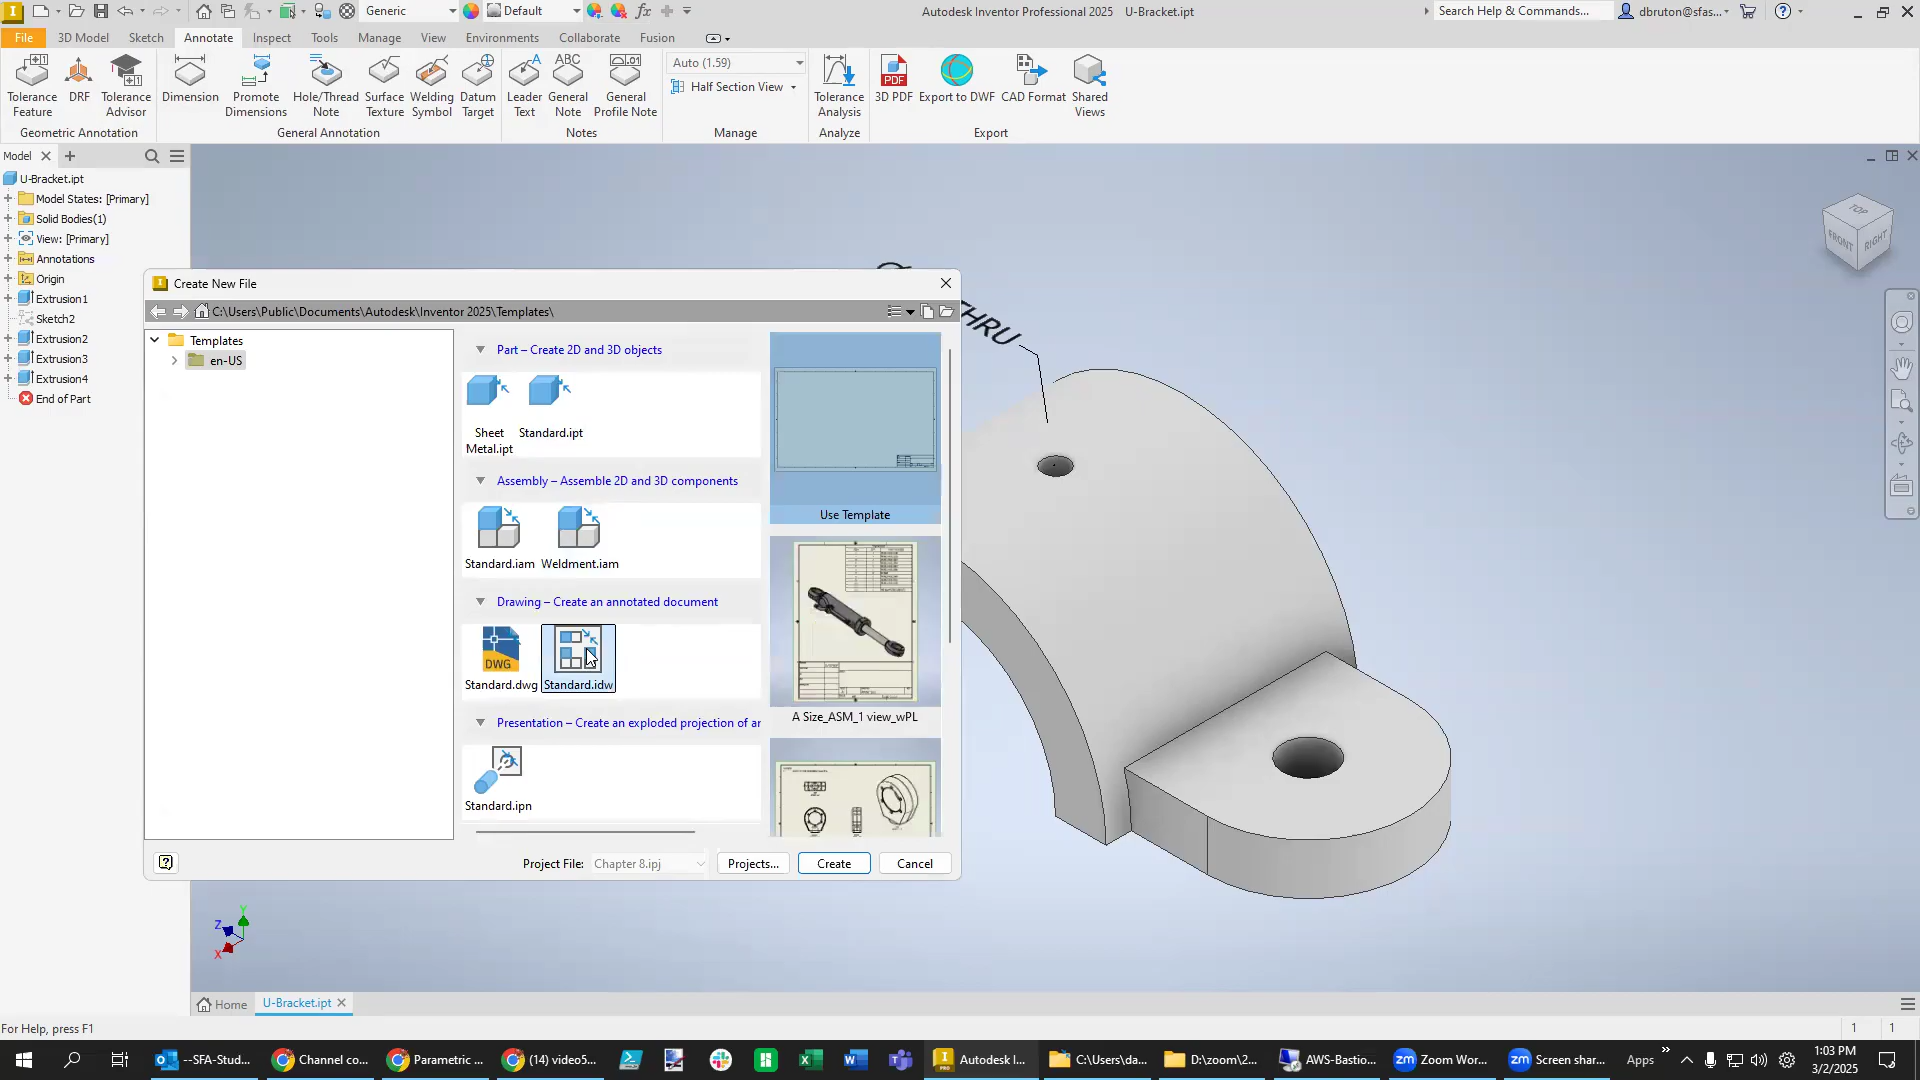 Generic
Default
Autodesk Inventor Professional 2025 U-Bracket.ipt
Search Help & Commands...
dbruton@sfas...
File
3D Model
Sketch
Annotate
Inspect
Tools
Manage
View
Environments
Collaborate
Fusion
Tolerance Feature
DRF
Tolerance Advisor
Dimension
Promote Dimensions
Hole/Thread Note
Surface Texture
Welding Symbol
Datum Target
Leader Text
General Note
General Profile Note
Auto (1.59)
Half Section View
Tolerance Analysis
3D PDF
Export to DWF
CAD Format
Shared Views
Geometric Annotation
General Annotation
Notes
Manage
Analyze
Export
Model
U-Bracket.ipt
Model States: [Primary]
Solid Bodies(1)
View: [Primary]
Annotations
Origin
Extrusion1
Sketch2
Extrusion2
Extrusion3
Extrusion4
End of Part
THRU
TOP
FRONT
RIGHT
Create New File
C:\Users\Public\Documents\Autodesk\Inventor 2025\Templates\
Templates
en-US
Part – Create 2D and 3D objects
Sheet Metal.ipt
Standard.ipt
Assembly – Assemble 2D and 3D components
Standard.iam
Weldment.iam
Drawing – Create an annotated document
DWG
Standard.dwg
Standard.idw
Presentation – Create an exploded projection of ar
Standard.ipn
Use Template
A Size_ASM_1 view_wPL
Project File:
Chapter 8.ipj
Projects...
Create
Cancel
Z
Y
X
Home
U-Bracket.ipt
For Help, press F1
1
1
--SFA-Stud...
Channel co...
Parametric ...
(14) video5...
Autodesk I...
C:\Users\da...
D:\zoom\2...
AWS-Bastio...
Zoom Wor...
Screen shar...
Apps
1:03 PM
3/2/2025